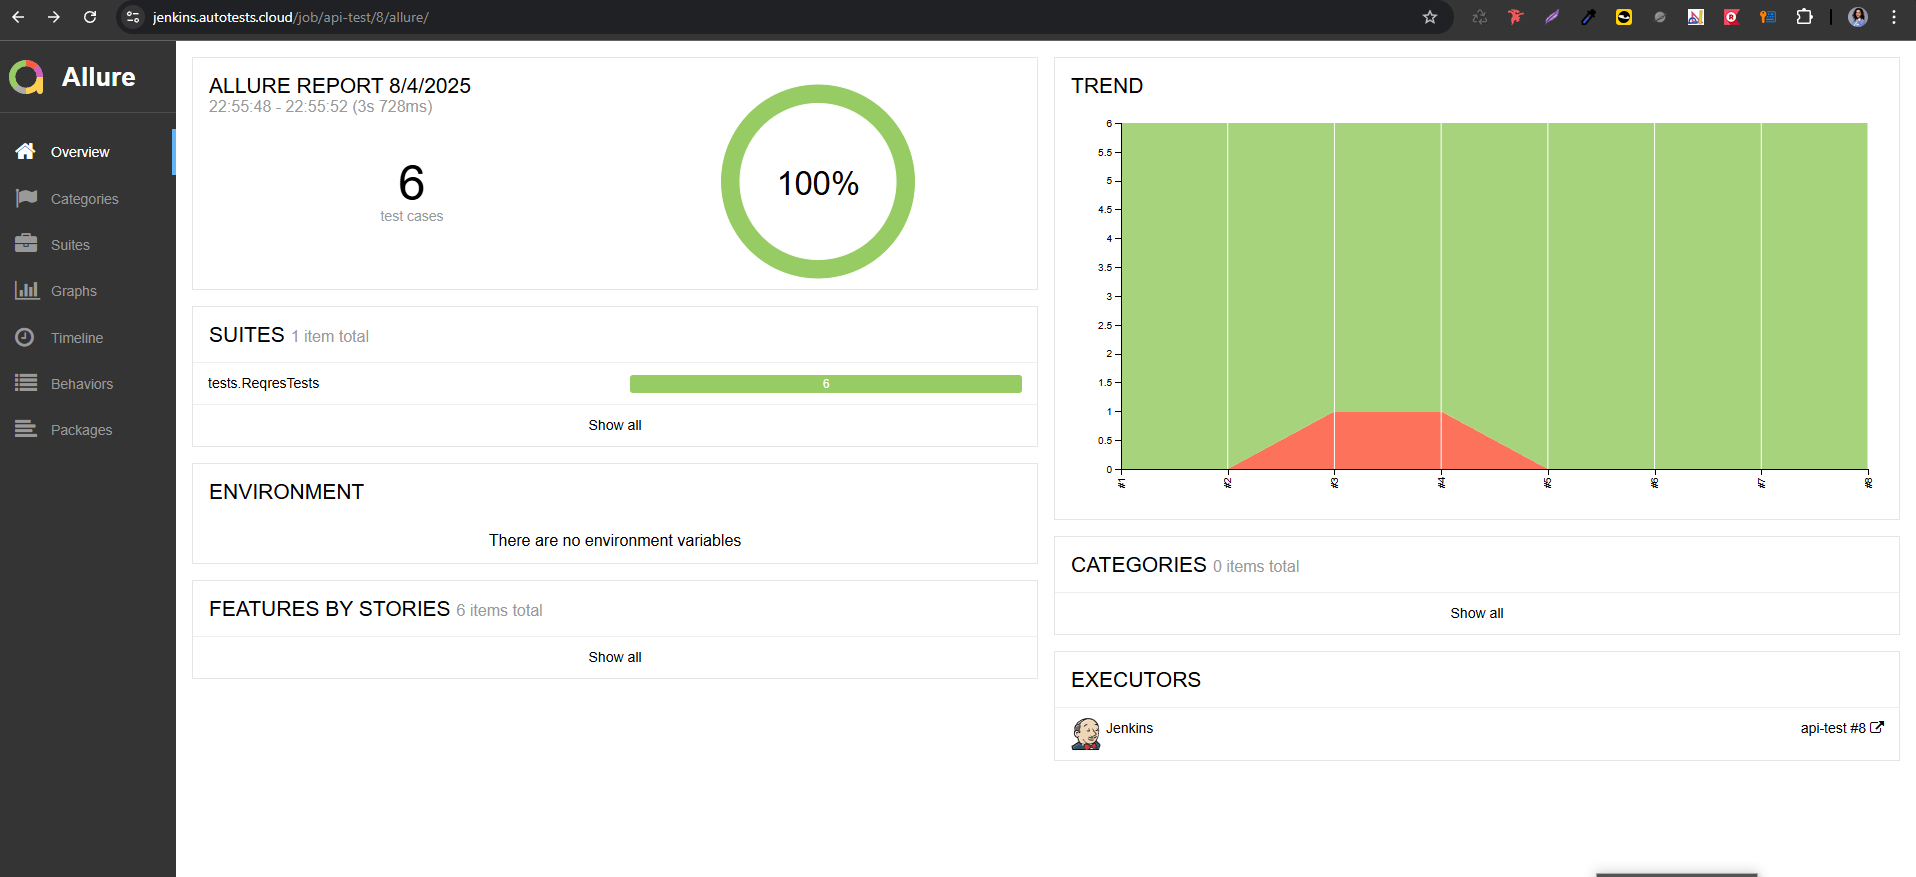 jenkins.autotests.cloud/job/api-test/8/allure/
Allure
Overview
Categories
Suites
Graphs
Timeline
Behaviors
Packages
ALLURE REPORT 8/4/2025
22:55:48 - 22:55:52 (3s 728ms)
6
test cases
100%
SUITES 1 item total
tests.ReqresTests 6
Show all
ENVIRONMENT
There are no environment variables
FEATURES BY STORIES 6 items total
Show all
TREND
6
5.5
5
4.5
4
3.5
3
2.5
2
1.5
1
0.5
0
#1 #2 #3 #4 #5 #6 #7 #8
CATEGORIES 0 items total
Show all
EXECUTORS
Jenkins api-test #8